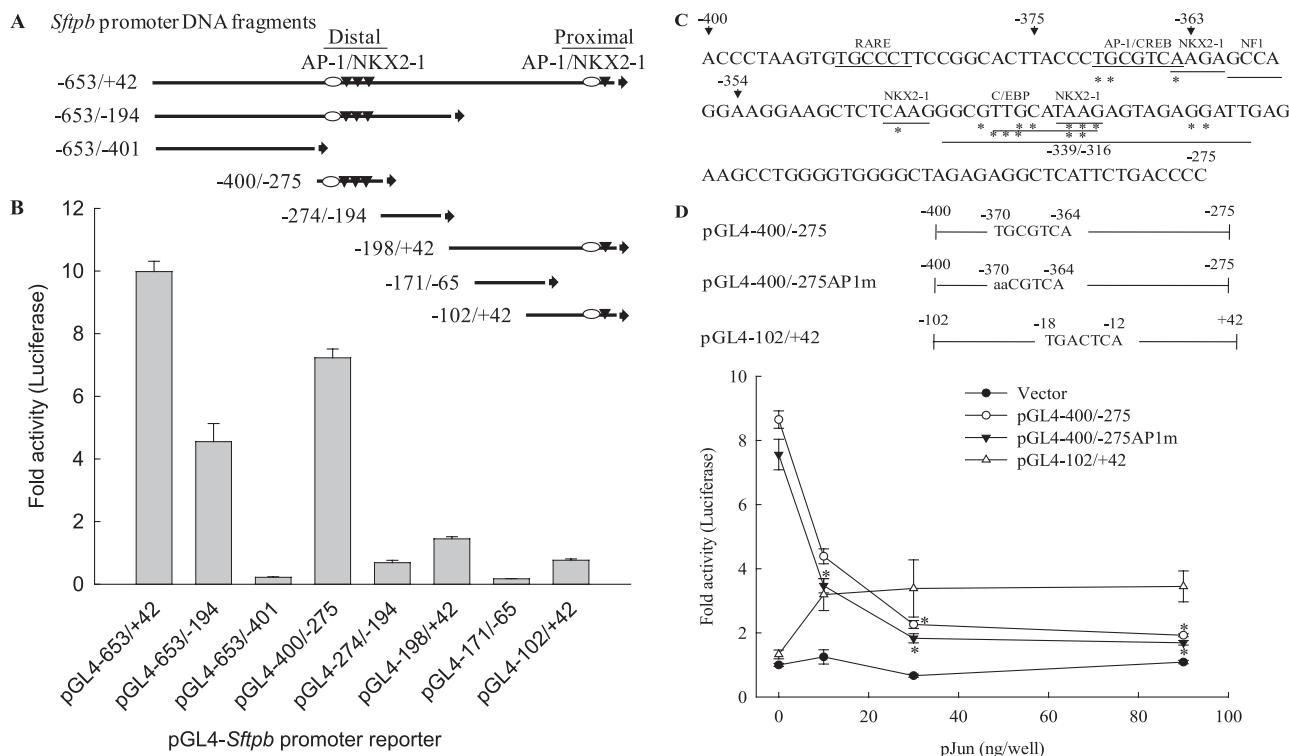 A Sftpb promoter DNA fragments
Distal
AP-1/NKX2-1
Proximal
AP-1/NKX2-1
-653/+42
-653/-194
-653/-401
-400/-275
-274/-194
-198/+42
-171/-65
-102/+42
B
12
10
8
6
4
2
0
Fold activity (Luciferase)
pGL4-653/+42
pGL4-653/-194
pGL4-653/-401
pGL4-400/-275
pGL4-274/-194
pGL4-198/+42
pGL4-171/-65
pGL4-102/+42
pGL4-Sftpb promoter reporter
C
-400 -375 -363
RARE AP-1/CREB NKX2-1 NF1
ACCCTAAGTGTGCCCTTCCGGCACTTACCCTGCGTCAAAGAGCCA
* * *
-354
NKX2-1 C/EBP NKX2-1
GGAAGGAAGCTCTCAAGGGCGTTGCATAAGAGTAGAGGATTGAG
* * * * * * * * *
* * * * *
-339/-316 -275
AAGCCTGGGGTGGGGCTAGAGAGGCTCATTCTGACCCC
D
-400 -370 -364 -275
pGL4-400/-275 TGCGTCA
-400 -370 -364 -275
pGL4-400/-275AP1m aaCGTCA
-102 -18 -12 +42
pGL4-102/+42 TGACTCA
10
8
6
4
2
0
Fold activity (Luciferase)
Vector
pGL4-400/-275
pGL4-400/-275AP1m
pGL4-102/+42
* * * * *
0 20 40 60 80 100
pJun (ng/well)